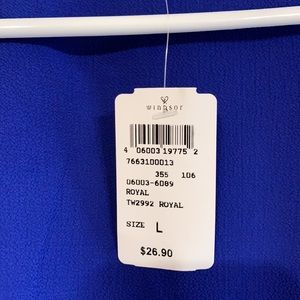 windsor
4 06003 19775 2
7663100013
355 106
06003-6089
ROYAL
TW2992 ROYAL
SIZE L
$26.90